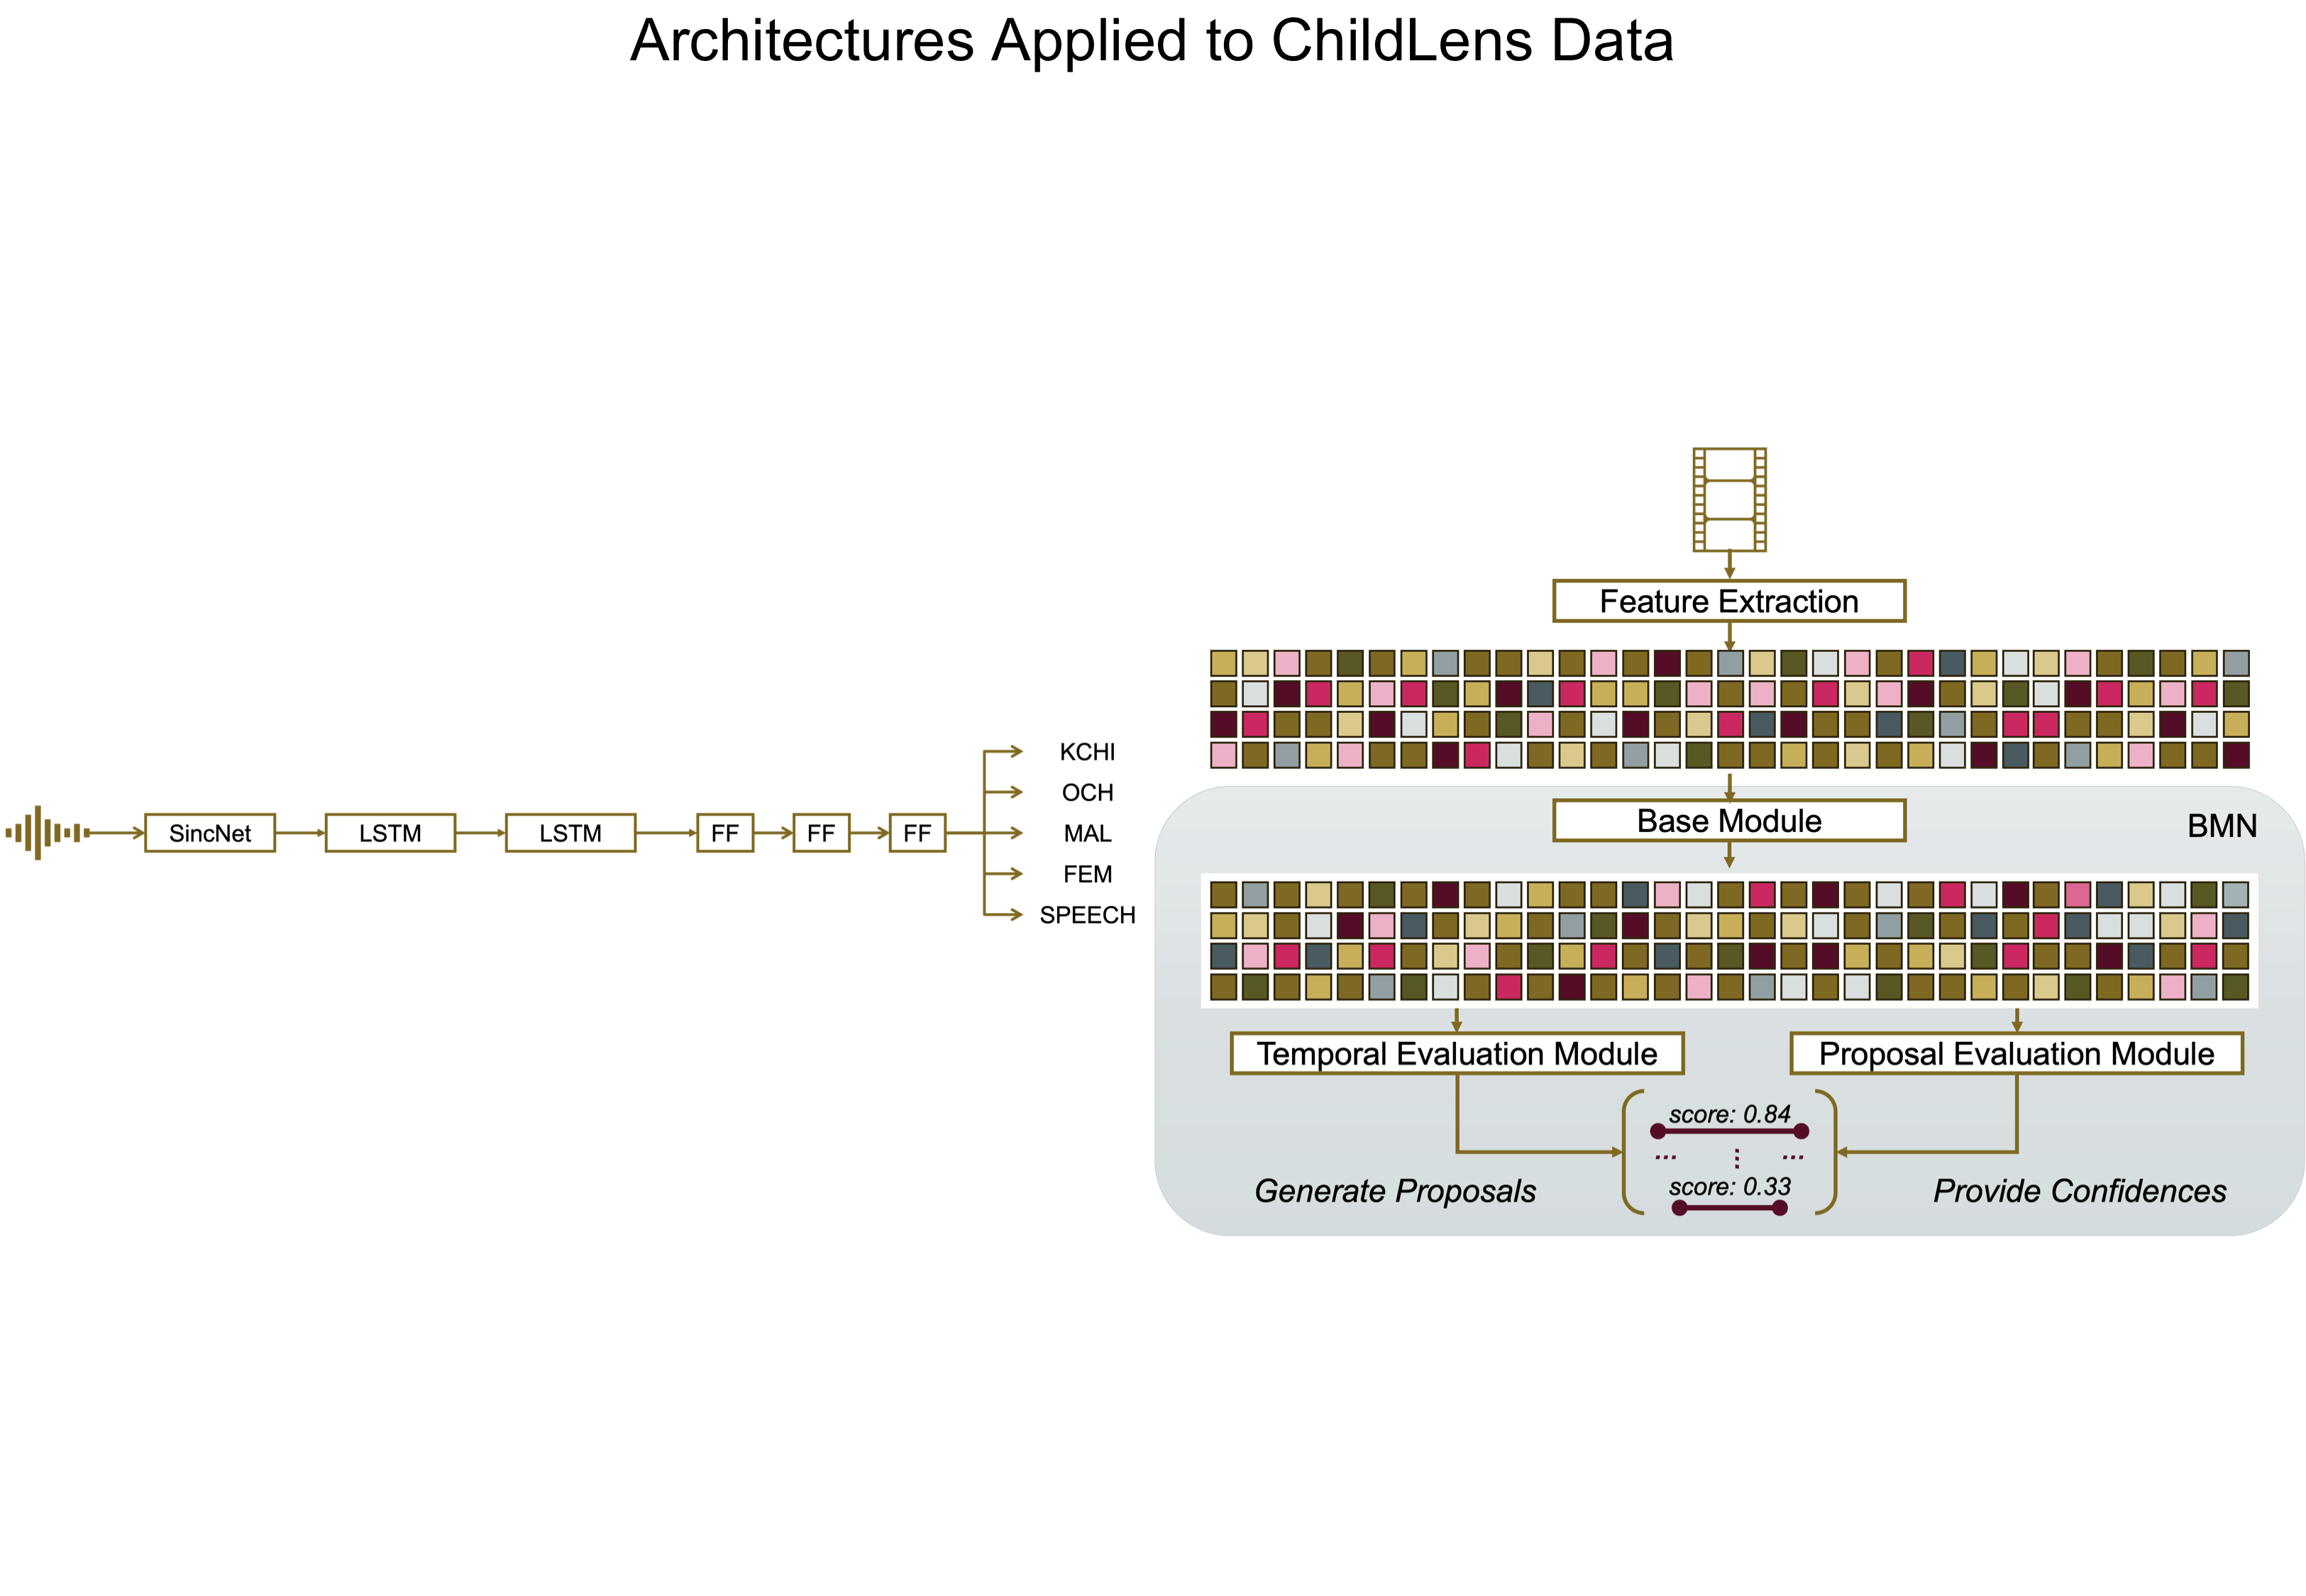 Architectures Applied to ChildLens Data
SincNet
LSTM
LSTM
FF
FF
FF
KCHI
OCH
MAL
FEM
SPEECH
Feature Extraction
Base Module
BMN
Temporal Evaluation Module
Proposal Evaluation Module
score: 0.84
score: 0.33
Generate Proposals
Provide Confidences